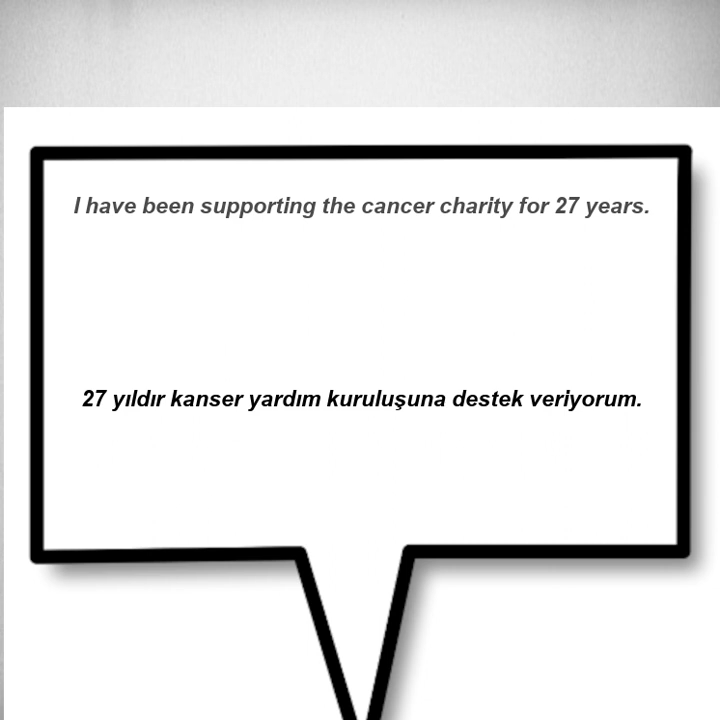 I have been supporting the cancer charity for 27 years.
27 yıldır kanser yardım kuruluşuna destek veriyorum.